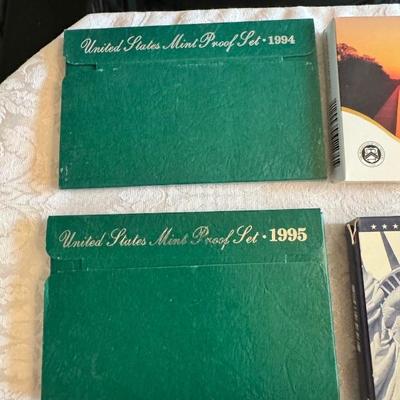 United States Mint Proof Set · 1994
United States Mint Proof Set · 1995